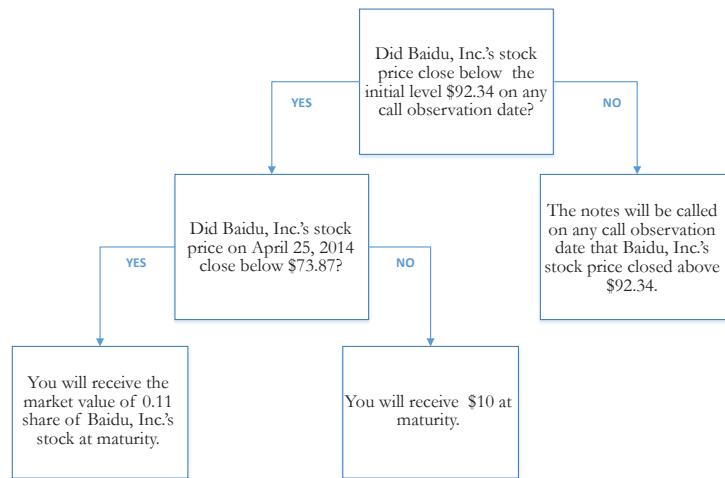 Did Baidu, Inc.'s stock
price close below the
initial level $92.34 on any
call observation date?
YES
NO
Did Baidu, Inc.'s stock
price on April 25, 2014
close below $73.87?
The notes will be called
on any call observation
date that Baidu, Inc.'s
stock price closed above
$92.34.
YES
NO
You will receive the
market value of 0.11
share of Baidu, Inc.'s
stock at maturity.
You will receive $10 at
maturity.